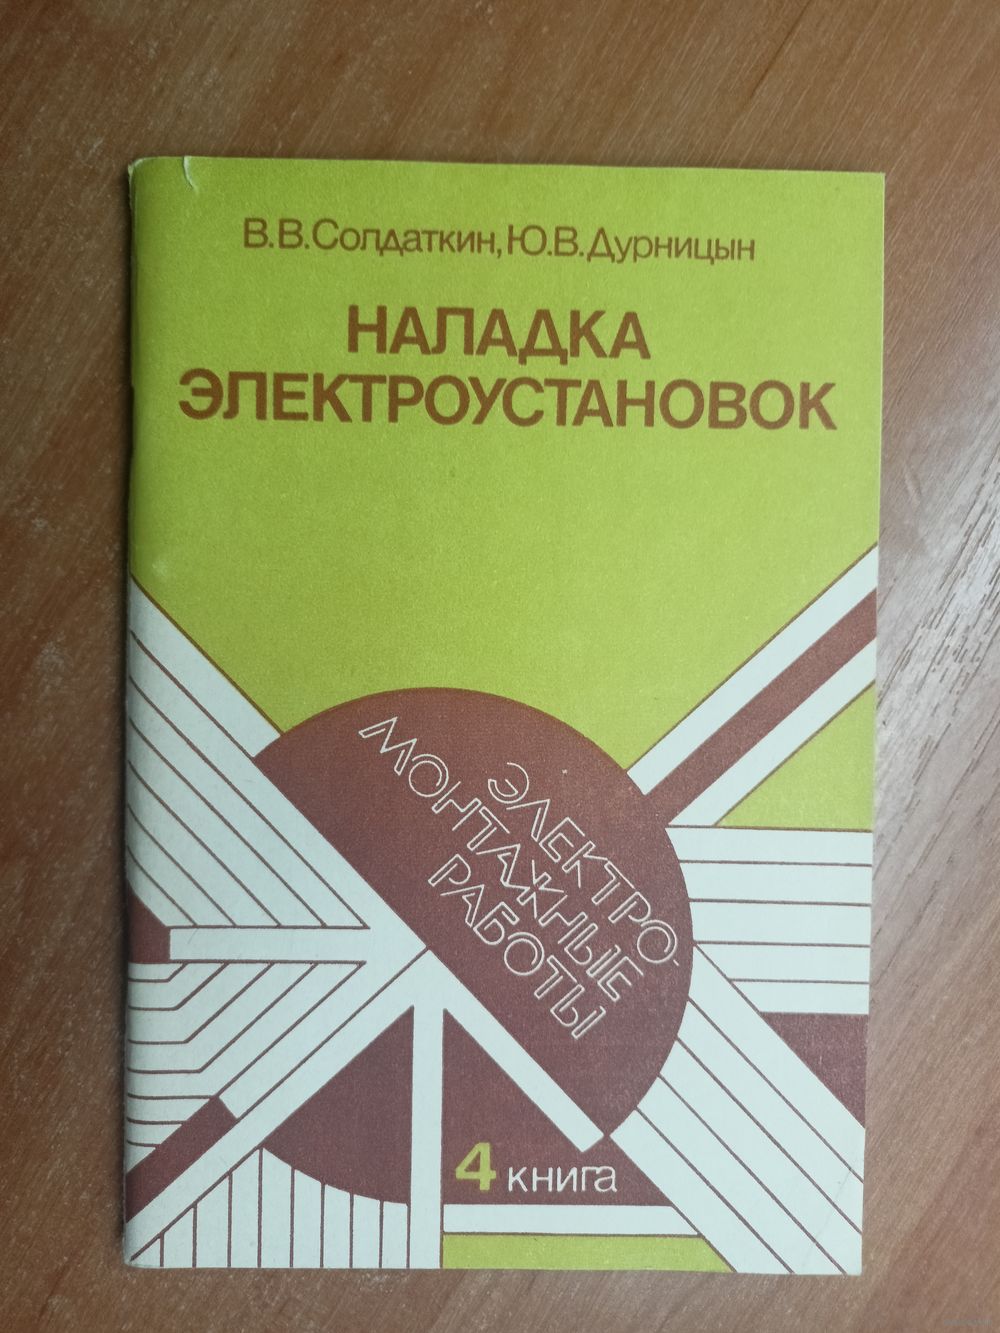 В.В.Солдаткин, Ю.В.Дурницын
НАЛАДКА
ЭЛЕКТРОУСТАНОВОК
ЭЛЕКТРО-
МОНТАЖНЫЕ
РАБОТЫ
4 книга